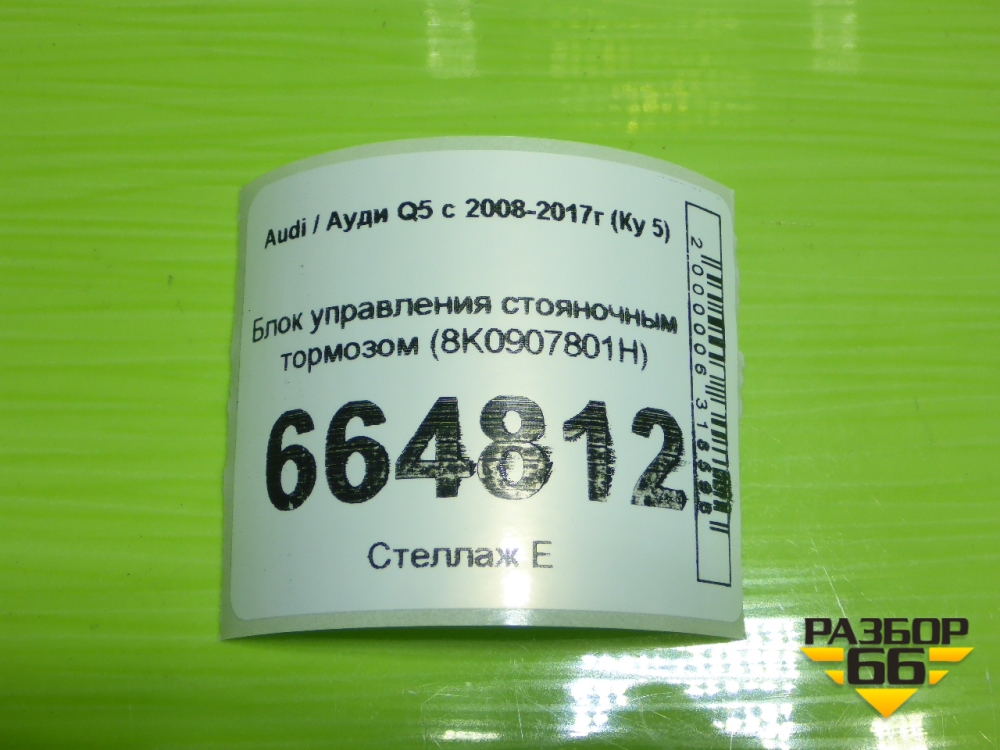 Audi / Ауди Q5 с 2008-2017г (Ку 5)
Блок управления стояночным
тормозом (8K0907801H)
664812
Стеллаж Е
РАЗБОР
66